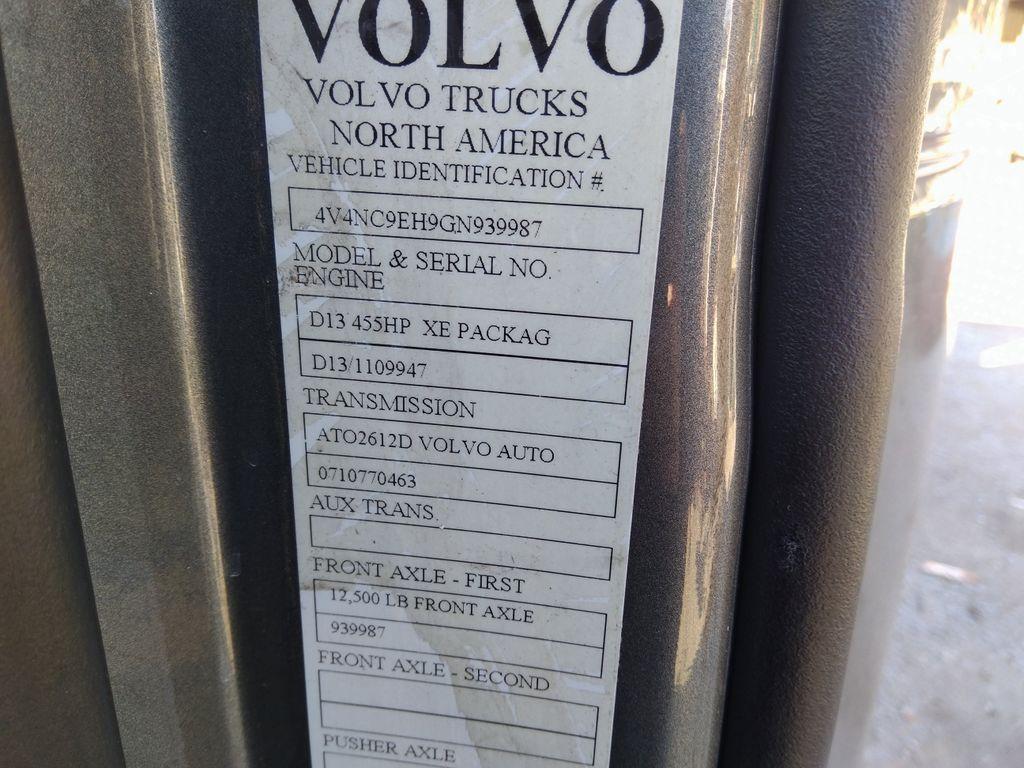 VOLVO
VOLVO TRUCKS
NORTH AMERICA
VEHICLE IDENTIFICATION #
4V4NC9EH9GN939987
MODEL & SERIAL NO.
ENGINE
D13 455HP XE PACKAG
D13/1109947
TRANSMISSION
ATO2612D VOLVO AUTO
0710770463
AUX TRANS.
FRONT AXLE - FIRST
12,500 LB FRONT AXLE
939987
FRONT AXLE - SECOND
PUSHER AXLE